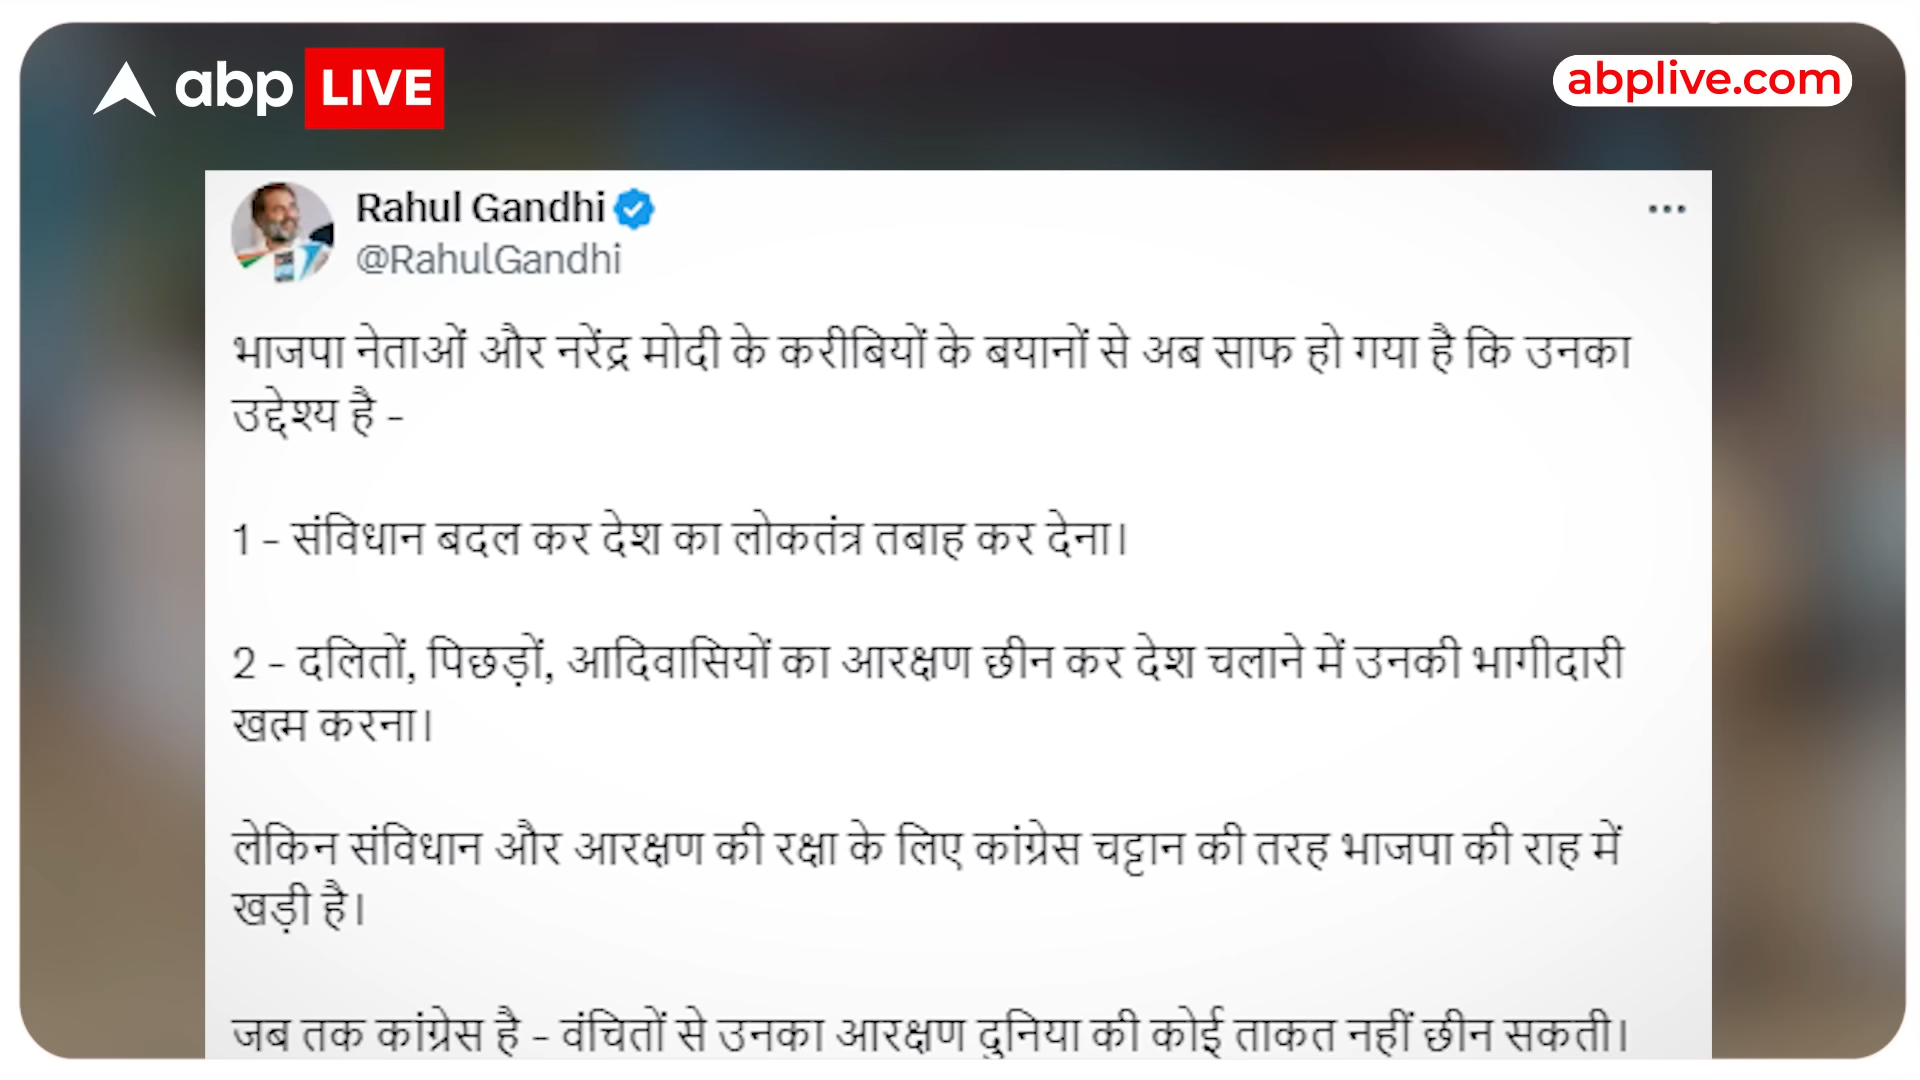 abp LIVE
abplive.com
Rahul Gandhi
@RahulGandhi
भाजपा नेताओं और नरेंद्र मोदी के करीबियों के बयानों से अब साफ हो गया है कि उनका
उद्देश्य है -
1 - संविधान बदल कर देश का लोकतंत्र तबाह कर देना।
2 - दलितों, पिछड़ों, आदिवासियों का आरक्षण छीन कर देश चलाने में उनकी भागीदारी
खत्म करना।
लेकिन संविधान और आरक्षण की रक्षा के लिए कांग्रेस चट्टान की तरह भाजपा की राह में
खड़ी है।
जब तक कांग्रेस है - वंचितों से उनका आरक्षण दुनिया की कोई ताकत नहीं छीन सकती।